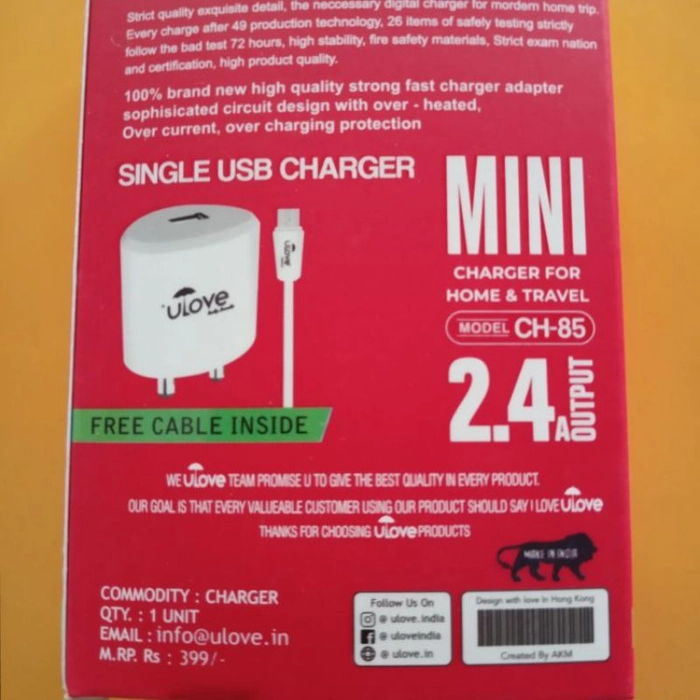 Strict quality exquisite detail, the neccessary digital charger for mordern home trip.
Every charge after 49 production technology, 26 items of safely testing strictly
follow the bad test 72 hours, high stability, fire safety materials, Strict exam nation
and certification, high product quality.
100% brand new high quality strong fast charger adapter
sophisicated circuit design with over - heated,
Over current, over charging protection
SINGLE USB CHARGER
MINI
CHARGER FOR
HOME & TRAVEL
MODEL CH-85
2.4A OUTPUT
ulove
ulove
FREE CABLE INSIDE
WE ulove TEAM PROMISE U TO GIVE THE BEST QUALITY IN EVERY PRODUCT.
OUR GOAL IS THAT EVERY VALUEABLE CUSTOMER USING OUR PRODUCT SHOULD SAY I LOVE ulove
THANKS FOR CHOOSING ulove PRODUCTS
MAKE IN INDIA
COMMODITY : CHARGER
QTY. : 1 UNIT
EMAIL : info@ulove.in
M.RP. Rs : 399/-
Follow Us On
@ ulove.india
@ uloveindia
@ ulove.in
Design with love in Hong Kong
Created By AKM